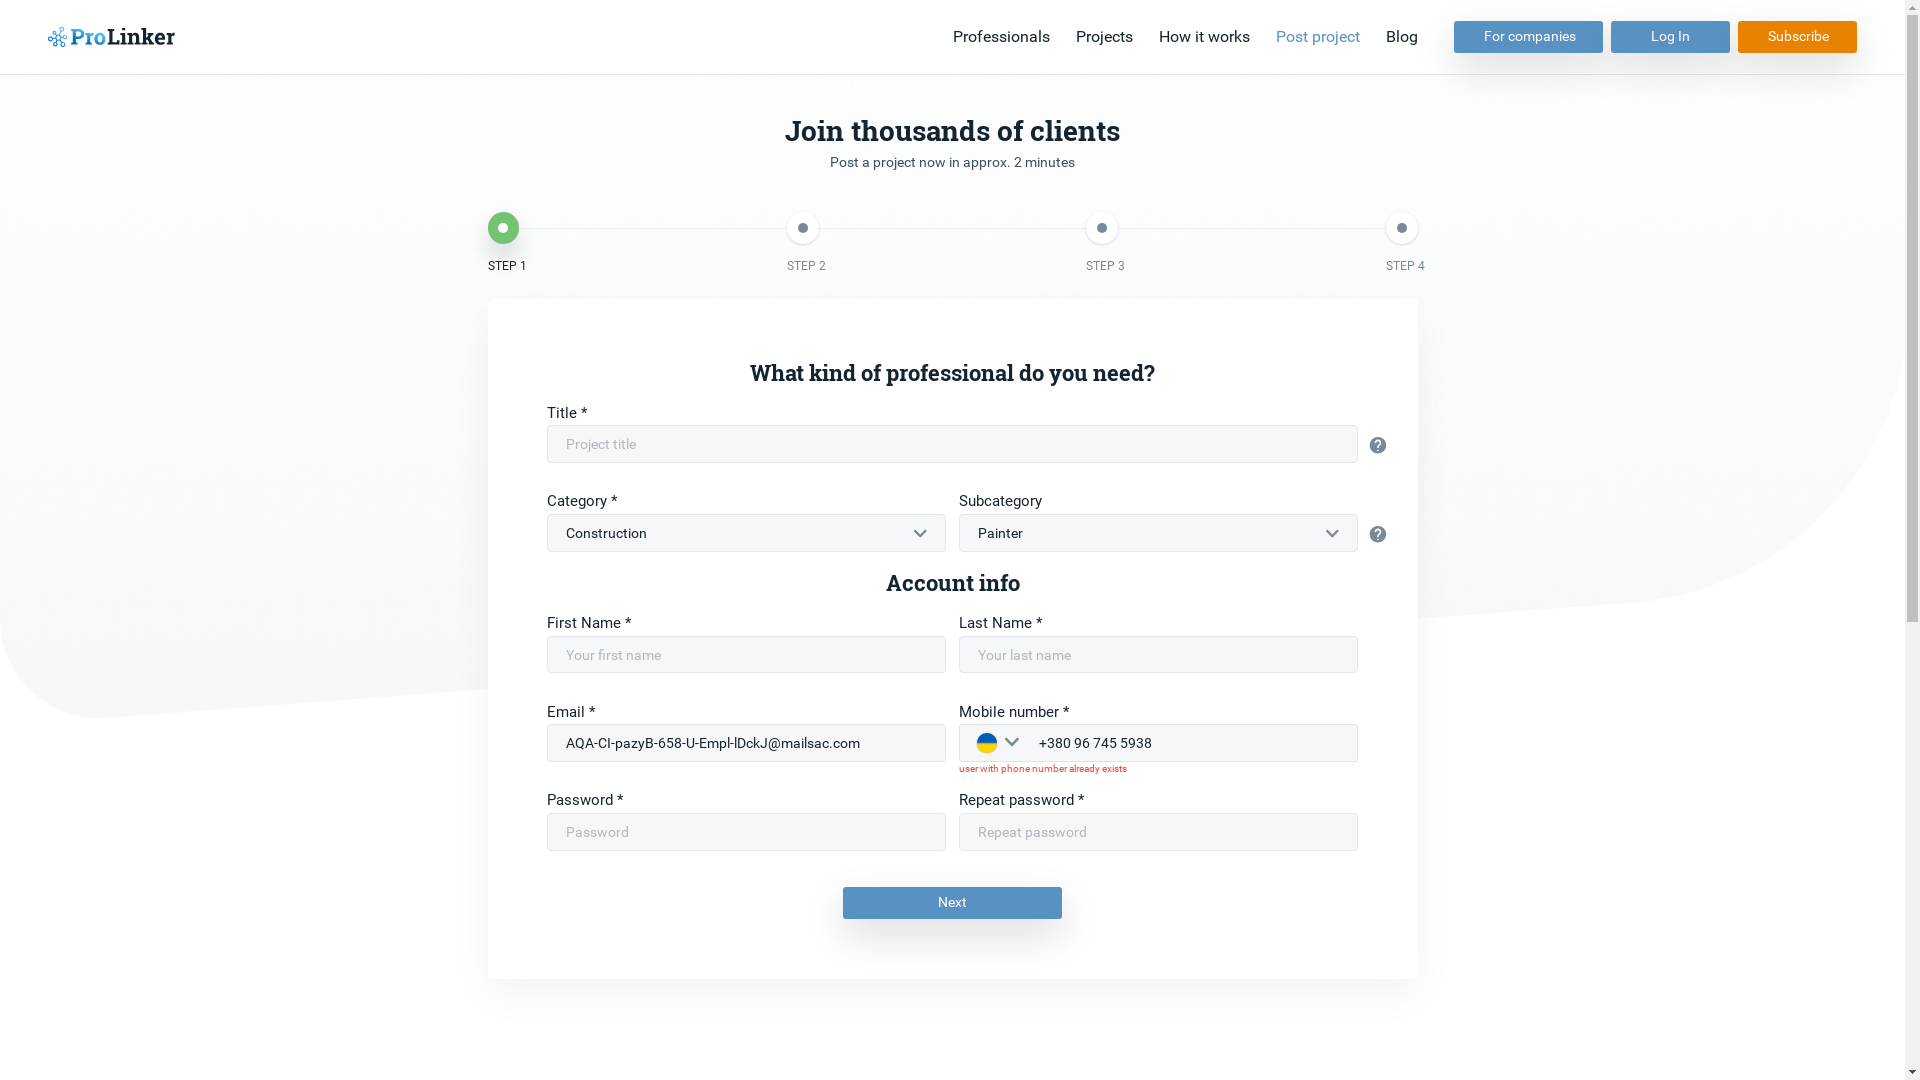 ProLinker
Professionals
Projects
How it works
Post project
Blog
For companies
Log In
Subscribe
Join thousands of clients
Post a project now in approx. 2 minutes
STEP 1
STEP 2
STEP 3
STEP 4
What kind of professional do you need?
Title *
Project title
Category *
Subcategory
Construction
Painter
Account info
First Name *
Last Name *
Your first name
Your last name
Email *
Mobile number *
AQA-CI-pazyB-658-U-Empl-lDckJ@mailsac.com
+380 96 745 5938
user with phone number already exists
Password *
Repeat password *
Password
Repeat password
Next